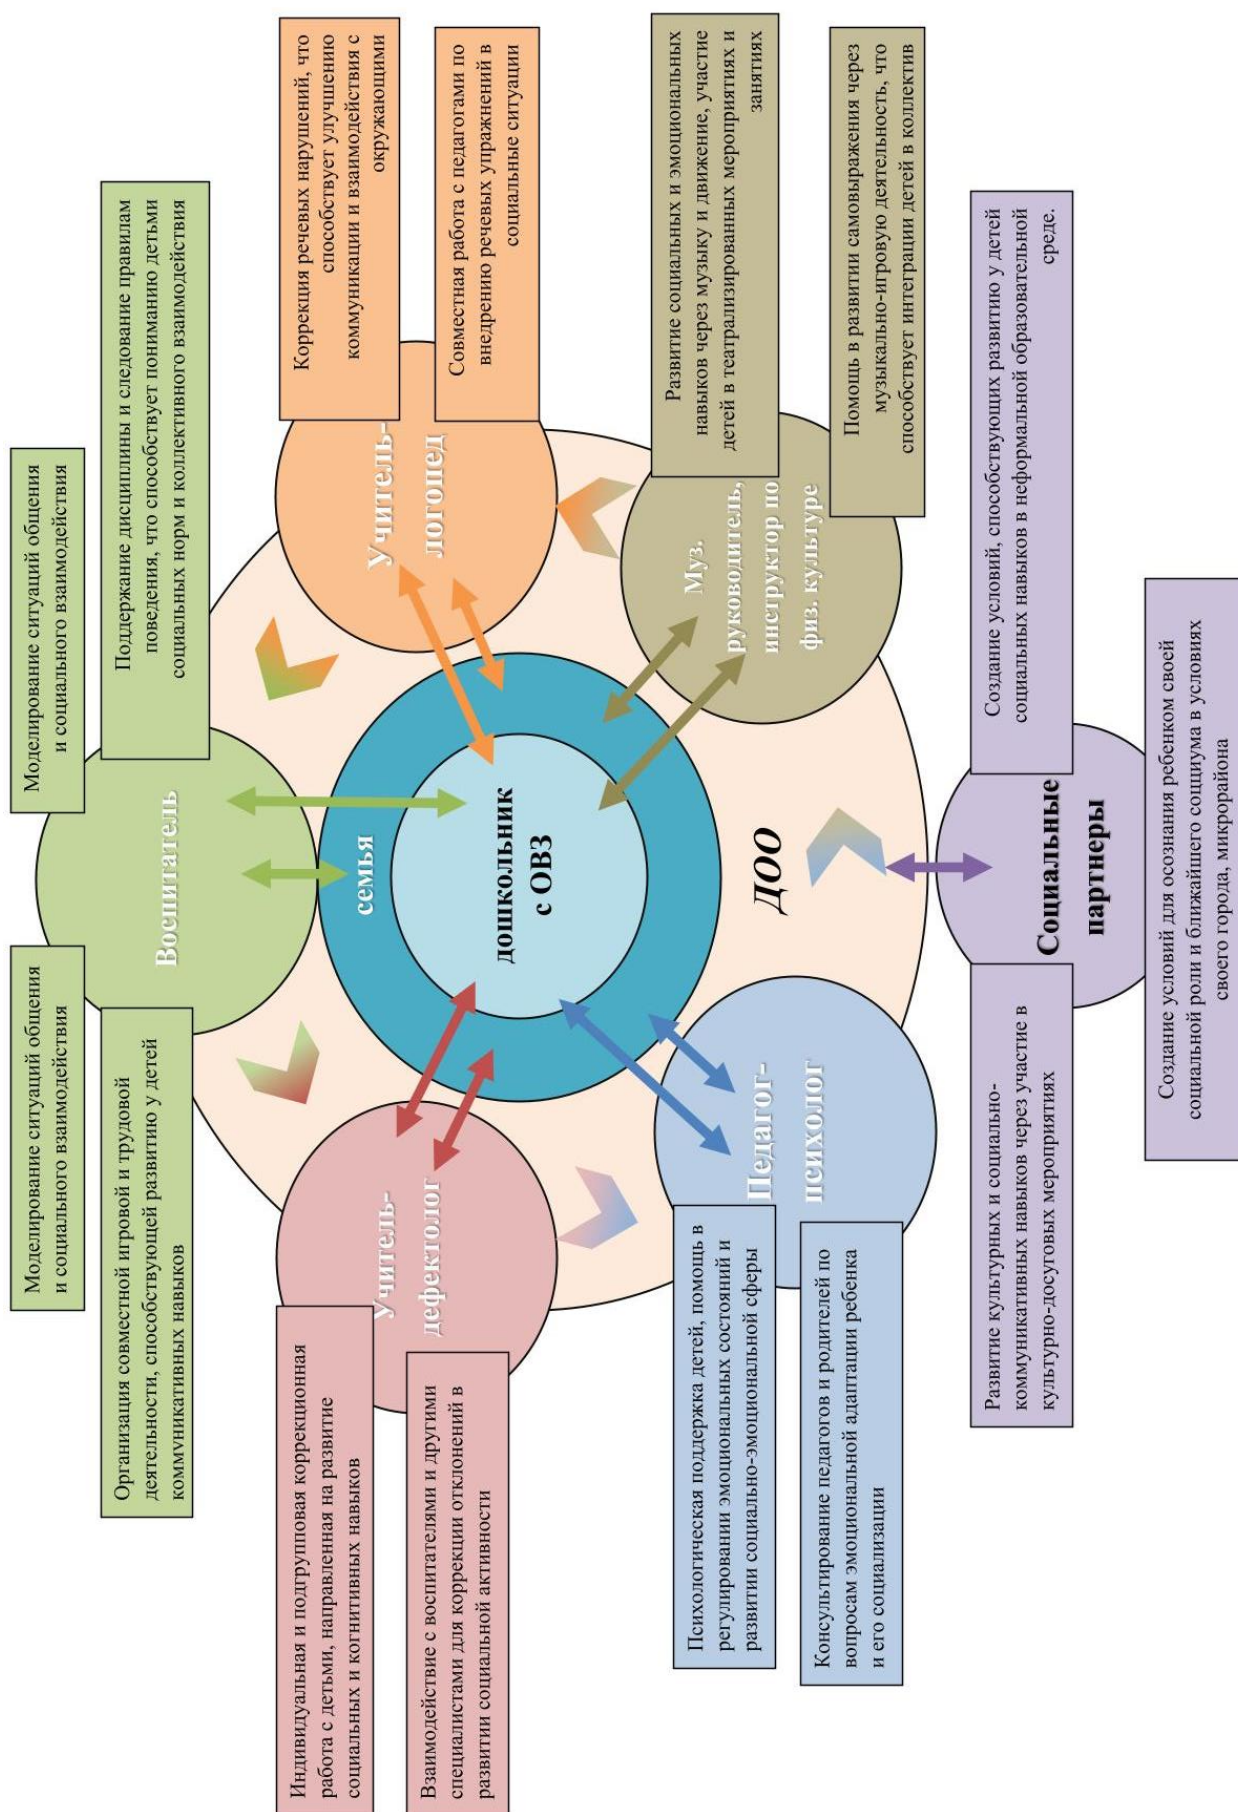 Моделирование ситуаций общения
и социального взаимодействия
Моделирование ситуаций общения
и социального взаимодействия
Организация совместной игровой и трудовой
деятельности, способствующей развитию у детей
коммуникативных навыков
Воспитатель
Поддержание дисциплины и следование правилам
поведения, что способствует пониманию детьми
социальных норм и коллективного взаимодействия
Индивидуальная и подгрупповая коррекционная
работа с детьми, направленная на развитие
социальных и когнитивных навыков
Взаимодействие с воспитателями и другими
специалистами для коррекции отклонений в
развитии социальной активности
Учитель-
дефектолог
семья
дошкольник
с ОВЗ
Учитель-
логопед
Коррекция речевых нарушений, что
способствует улучшению
коммуникации и взаимодействия с
окружающими
Совместная работа с педагогами по
внедрению речевых упражнений в
социальные ситуации
Психологическая поддержка детей, помощь в
регулировании эмоциональных состояний и
развитии социально-эмоциональной сферы
Консультирование педагогов и родителей по
вопросам эмоциональной адаптации ребенка
и его социализации
Педагог-
психолог
ДОО
Муз.
руководитель,
инструктор по
физ. культуре
Развитие социальных и эмоциональных
навыков через музыку и движение, участие
детей в театрализованных мероприятиях и
занятиях
Помощь в развитии самовыражения через
музыкально-игровую деятельность, что
способствует интеграции детей в коллектив
Развитие культурных и социально-
коммуникативных навыков через участие в
культурно-досуговых мероприятиях
Социальные
партнеры
Создание условий, способствующих развитию у детей
социальных навыков в неформальной образовательной
среде.
Создание условий для осознания ребенком своей
социальной роли и ближайшего социума в условиях
своего города, микрорайона